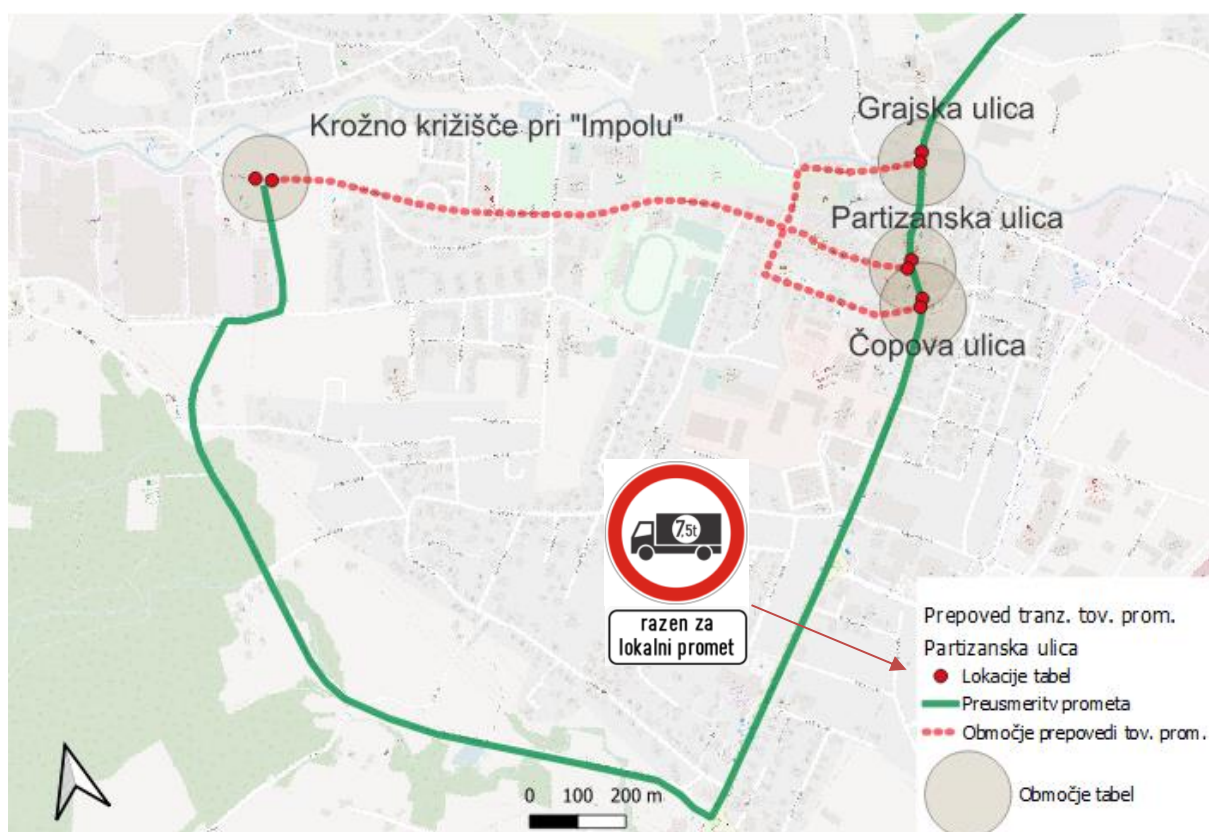 Grajska ulica
Krožno križišče pri "Impolu"
Partizanska ulica
Čopova ulica
7,5t
razen za
lokalni promet
Prepoved tranz. tov. prom.
Partizanska ulica
Lokacije tabel
Preusmeritv prometa
Območje prepovedi tov. prom.
Območje tabel
0 100 200 m